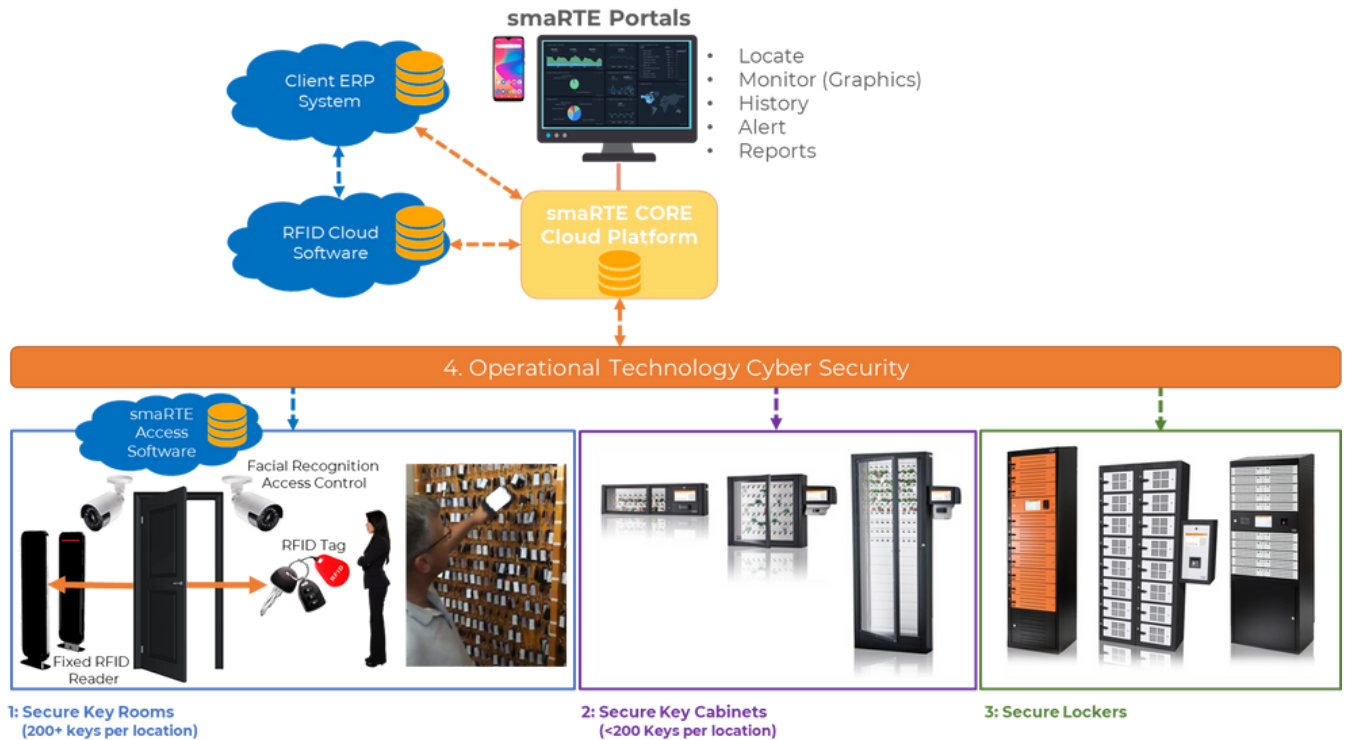 smaRTE Portals
Client ERP
System
• Locate
• Monitor (Graphics)
• History
• Alert
• Reports
RFID Cloud
Software
smaRTE CORE
Cloud Platform
4. Operational Technology Cyber Security
smaRTE
Access
Software
Facial Recognition
Access Control
RFID Tag
RFID
Fixed RFID
Reader
1: Secure Key Rooms
(200+ keys per location)
2: Secure Key Cabinets
(<200 Keys per location)
3: Secure Lockers